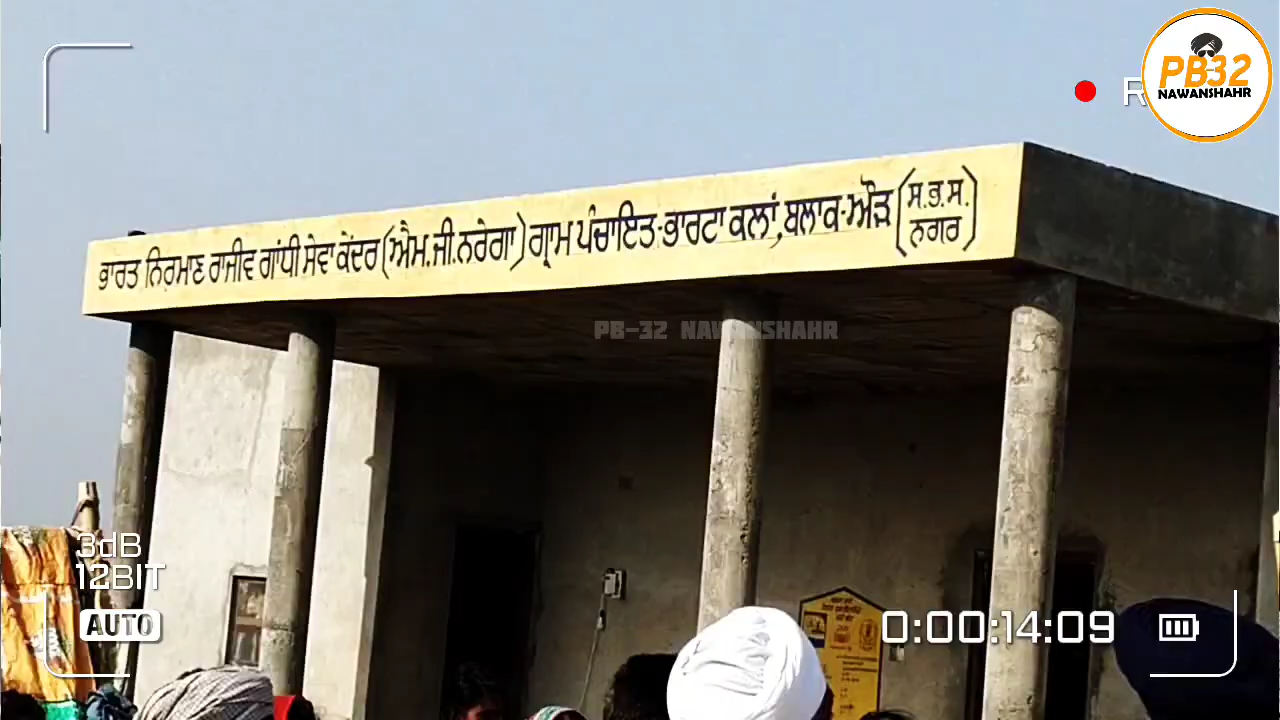 PB32
NAWANSHAHR
ਭਾਰਤ ਨਿਰਮਾਣ ਰਾਜੀਵ ਗਾਂਧੀ ਸੇਵਾ ਕੇਂਦਰ (ਐਮ.ਜੀ.ਨਰੇਗਾ) ਗ੍ਰਾਮ ਪੰਚਾਇਤ-ਭਾਰਟਾ ਕਲਾਂ,ਬਲਾਕ-ਔੜ (ਸ.ਭ.ਸ. ਨਗਰ)
PB-32 NAWANSHAHR
3dB
12BIT
AUTO
0:00:14:09